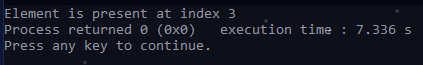 Element is present at index 3
Process returned 0 (0x0)   execution time : 7.336 s
Press any key to continue.